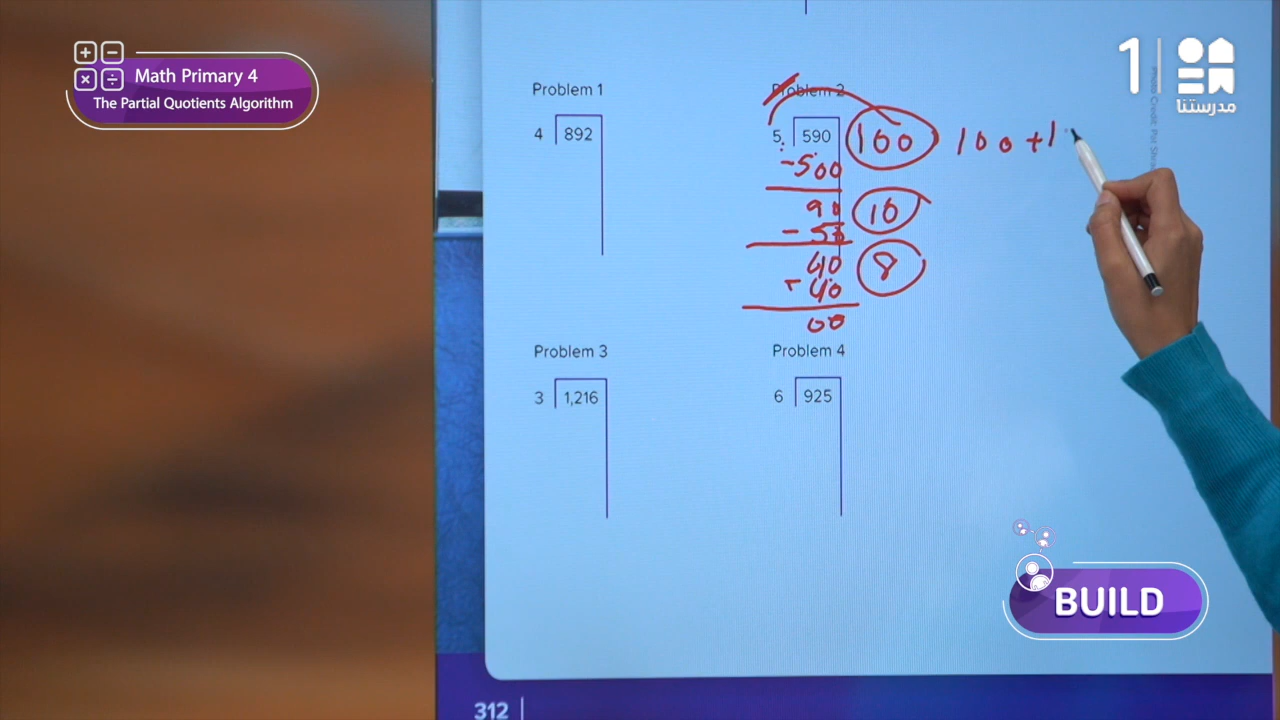 Math Primary 4
The Partial Quotients Algorithm
1
مدرستنا
Problem 1
4 892
Problem 2
5 590 100 100 + 1
- 500
90 10
- 50
40 8
- 40
00
Problem 3
3 1,216
Problem 4
6 925
BUILD
312